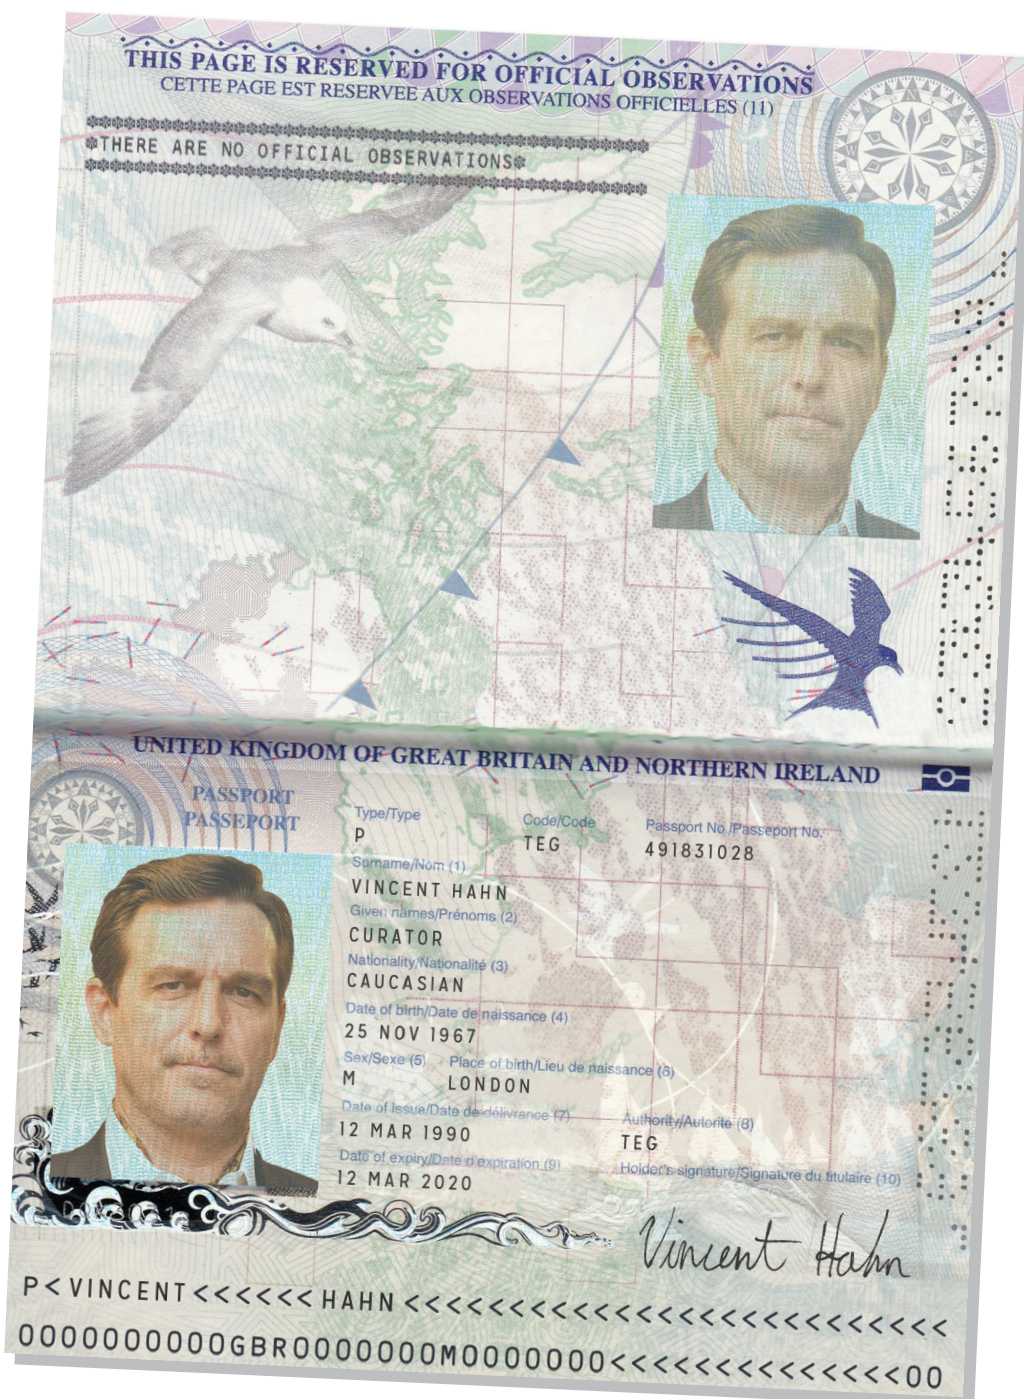 THIS PAGE IS RESERVED FOR OFFICIAL OBSERVATIONS
CETTE PAGE EST RESERVEE AUX OBSERVATIONS OFFICIELLES (11)
*THERE ARE NO OFFICIAL OBSERVATIONS*
UNITED KINGDOM OF GREAT BRITAIN AND NORTHERN IRELAND
PASSPORT
PASSEPORT
Type/Type Code/Code Passport No./Passeport No.
P TEG 491831028
Surname/Nom (1)
VINCENT HAHN
Given names/Prénoms (2)
CURATOR
Nationality/Nationalité (3)
CAUCASIAN
Date of birth/Date de naissance (4)
25 NOV 1967
Sex/Sexe (5) Place of birth/Lieu de naissance (6)
M LONDON
Date of issue/Date de délivrance (7) Authority/Autorité (8)
12 MAR 1990 TEG
Date of expiry/Date d'expiration (9) Holder's signature/Signature du titulaire (10)
12 MAR 2020
Vincent Hahn
P<VINCENT<<<<<<HAHN<<<<<<<<<<<<<<<<<<<<<<<<<<
0000000000GBR0000000M0000000<<<<<<<<<<<<<<00